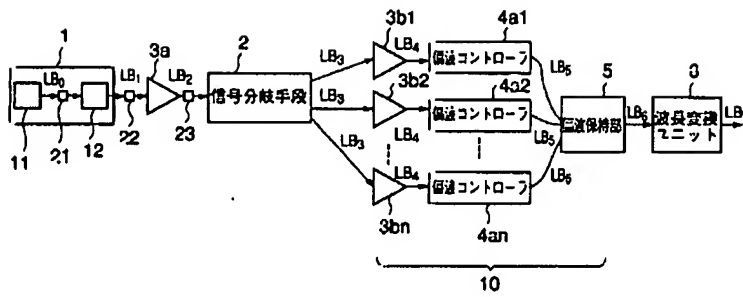 1
3a
2
3b1
4a1
3b2
4a2
5
6
LB₀
LB₁
LB₂
信号分岐手段
LB₃
LB₃
LB₃
LB₄
偏波コントローラ
LB₅
偏波コントローラ
LB₄
LB₅
LB₄
偏波コントローラ
LB₅
偏波保持部
LB₆
波長変換
ユニット
LB
11
21
12
22
23
3bn
4an
10